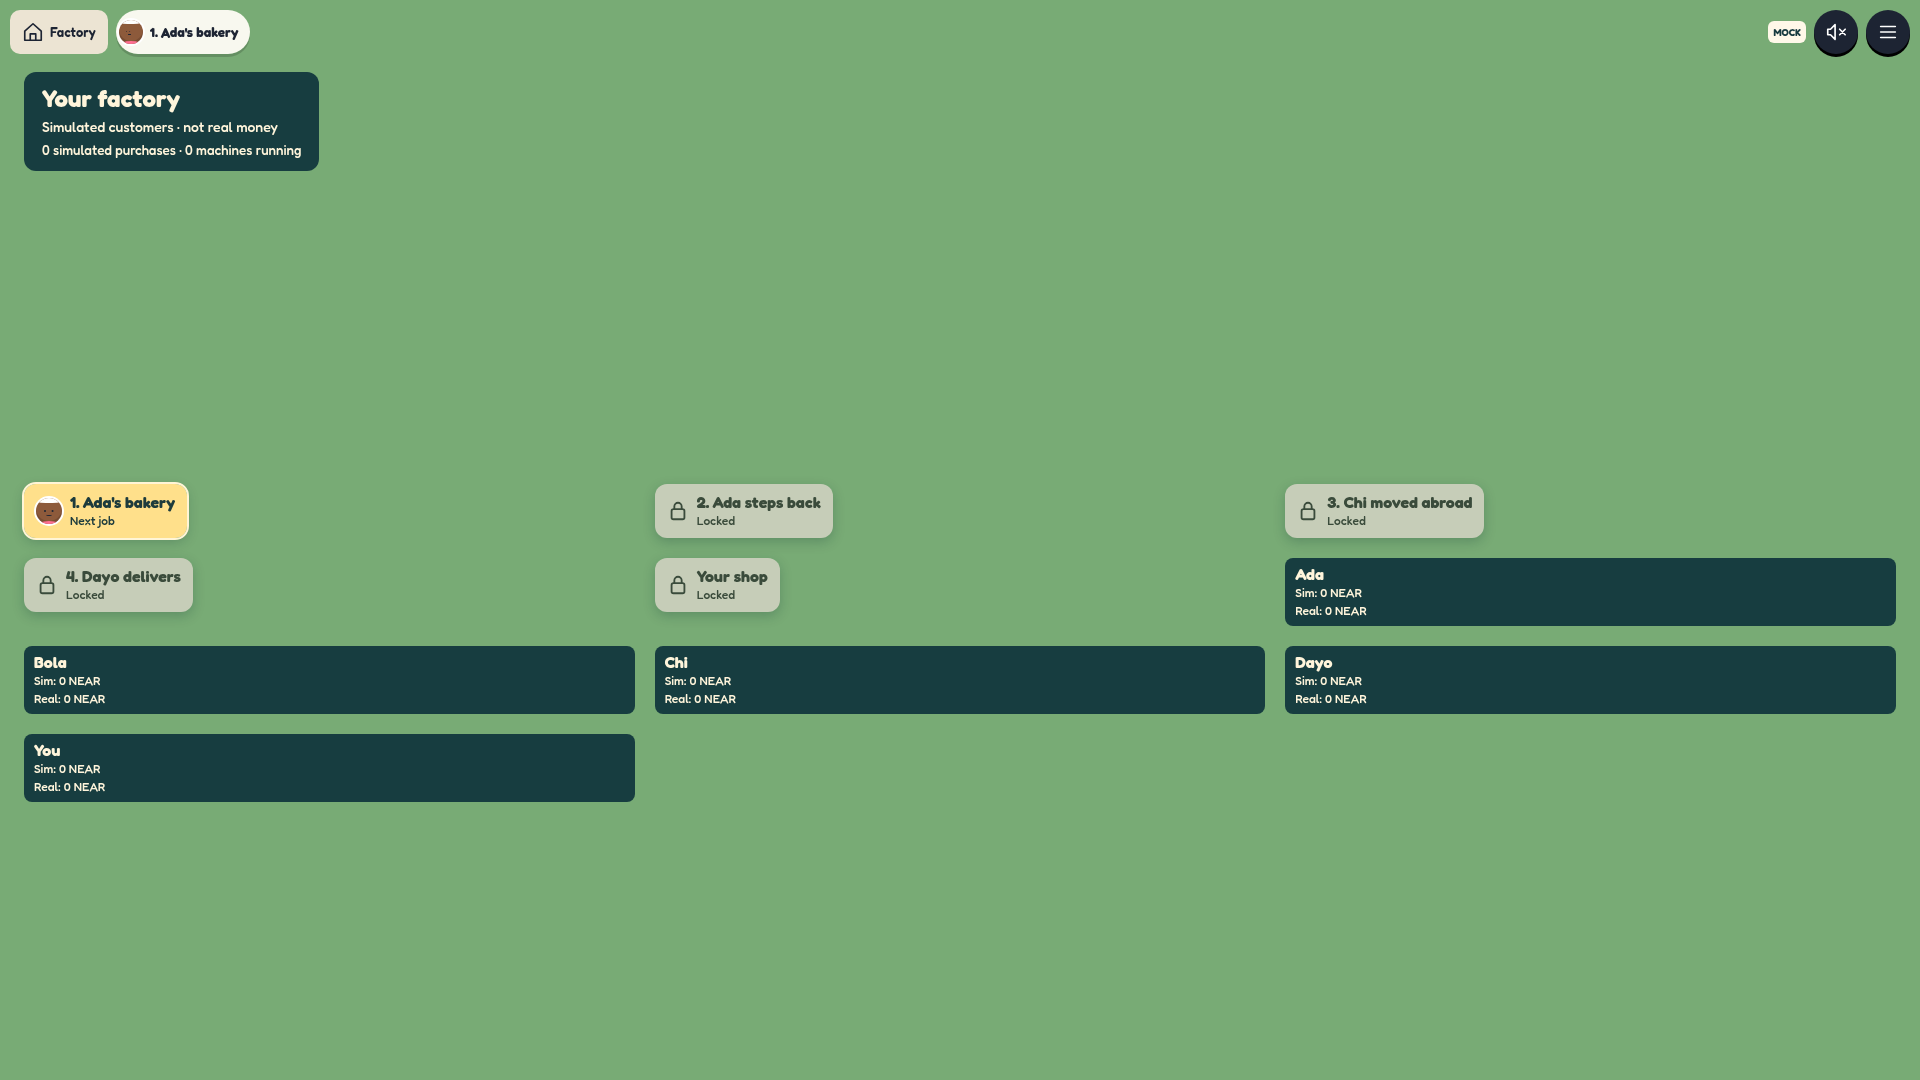 Factory
1. Ada's bakery
MOCK
Your factory
Simulated customers · not real money
0 simulated purchases · 0 machines running
1. Ada's bakery
Next job
2. Ada steps back
Locked
3. Chi moved abroad
Locked
4. Dayo delivers
Locked
Your shop
Locked
Ada
Sim: 0 NEAR
Real: 0 NEAR
Bola
Sim: 0 NEAR
Real: 0 NEAR
Chi
Sim: 0 NEAR
Real: 0 NEAR
Dayo
Sim: 0 NEAR
Real: 0 NEAR
You
Sim: 0 NEAR
Real: 0 NEAR